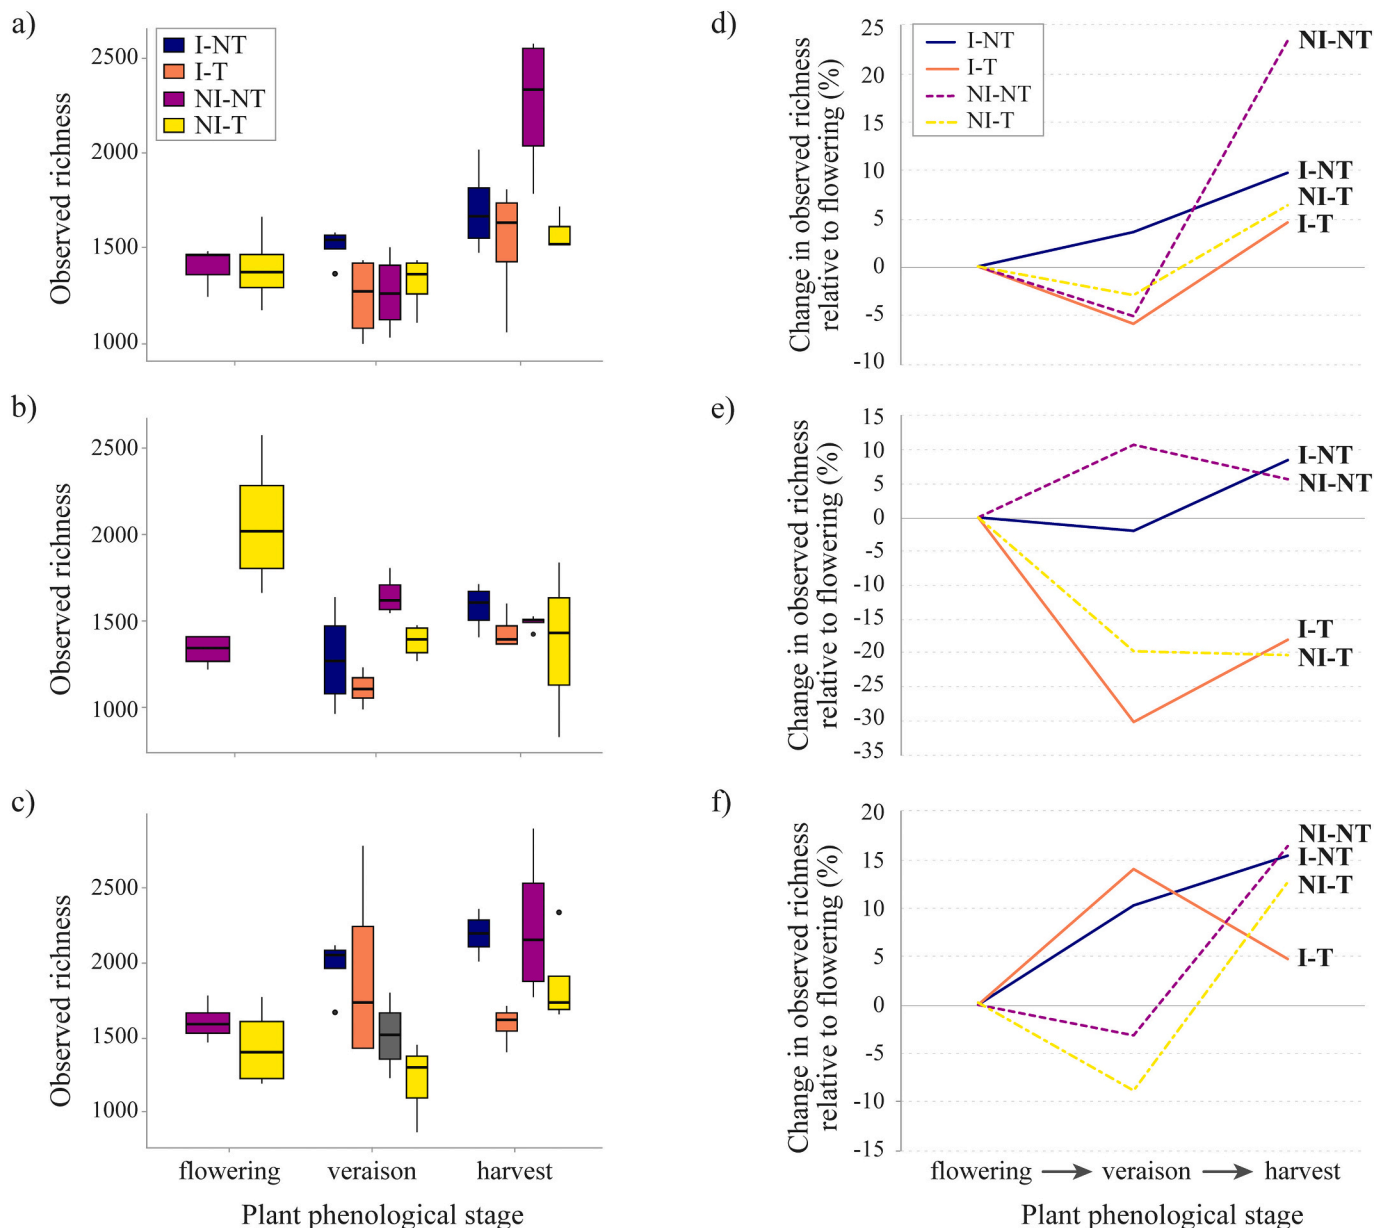 a)
I-NT
I-T
NI-NT
NI-T
2500
2000
1500
1000
Observed richness
b)
2500
2000
1500
1000
Observed richness
c)
2500
2000
1500
1000
Observed richness
flowering veraison harvest
Plant phenological stage
d)
I-NT
I-T
NI-NT
NI-T
25
20
15
10
5
0
-5
-10
Change in observed richness
relative to flowering (%)
NI-NT
I-NT
NI-T
I-T
e)
15
10
5
0
-5
-10
-15
-20
-25
-30
-35
Change in observed richness
relative to flowering (%)
I-NT
NI-NT
I-T
NI-T
f)
20
15
10
5
0
-5
-10
-15
Change in observed richness
relative to flowering (%)
NI-NT
I-NT
NI-T
I-T
flowering veraison harvest
Plant phenological stage